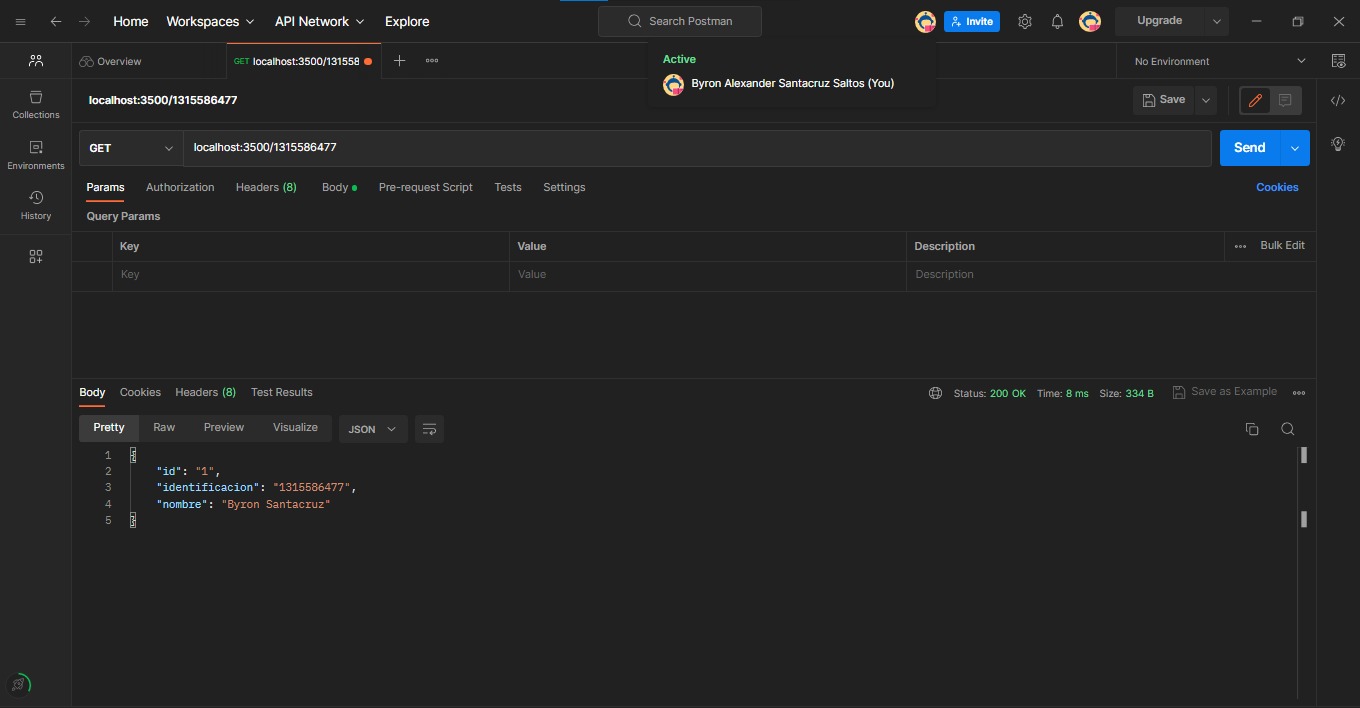 Home Workspaces API Network Explore Search Postman Invite Upgrade
Overview GET localhost:3500/131558 No Environment
Active
Byron Alexander Santacruz Saltos (You)
localhost:3500/1315586477 Save
Collections
Environments
History
GET localhost:3500/1315586477 Send
Params Authorization Headers (8) Body Pre-request Script Tests Settings Cookies
Query Params
Key Value Description Bulk Edit
Key Value Description
Body Cookies Headers (8) Test Results Status: 200 OK Time: 8 ms Size: 334 B Save as Example
Pretty Raw Preview Visualize JSON
1 {
2 "id": "1",
3 "identificacion": "1315586477",
4 "nombre": "Byron Santacruz"
5 }